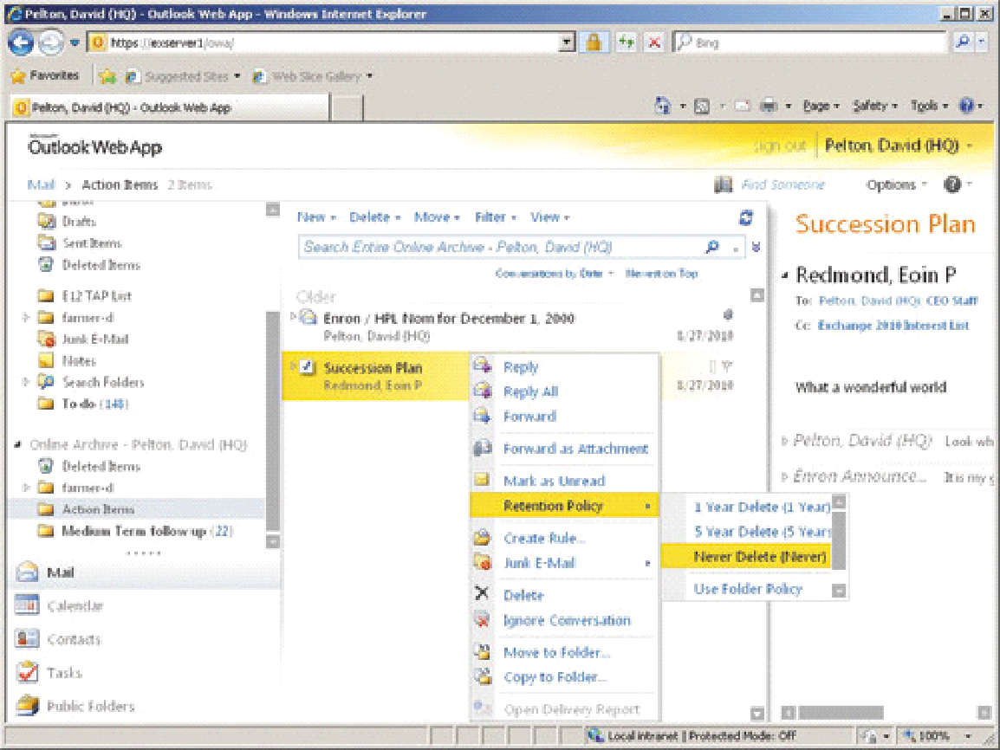 Pelton, David (HQ) - Outlook Web App - Windows Internet Explorer
https://exserver1/owa/
Bing
Favorites Suggested Sites Web Slice Gallery
Pelton, David (HQ) - Outlook Web App
Page Safety Tools
Microsoft
Outlook Web App
sign out Pelton, David (HQ)
Mail > Action Items 2 Items
Find Someone Options
Inbox
Drafts
Sent Items
Deleted Items
E12 TAP List
farmer-d
Junk E-Mail
Notes
Search Folders
To do (148)
Online Archive - Pelton, David (HQ)
Deleted Items
farmer-d
Action Items
Medium Term follow up (22)
Mail
Calendar
Contacts
Tasks
Public Folders
New Delete Move Filter View
Search Entire Online Archive - Pelton, David (HQ)
Conversations by Date Newest on Top
Older
Enron / HPL Nom for December 1, 2000
Pelton, David (HQ) 8/27/2010
Succession Plan
Redmond, Eoin P 8/27/2010
Reply
Reply All
Forward
Forward as Attachment
Mark as Unread
Retention Policy
Create Rule...
Junk E-Mail
Delete
Ignore Conversation
Move to Folder...
Copy to Folder...
Open Delivery Report
1 Year Delete (1 Year)
5 Year Delete (5 Years
Never Delete (Never)
Use Folder Policy
Succession Plan
Redmond, Eoin P
To: Pelton, David (HQ); CEO Staff
Cc: Exchange 2010 Interest List
What a wonderful world
Pelton, David (HQ) Look wh
Enron Announce... It is my
Local intranet | Protected Mode: Off
100%